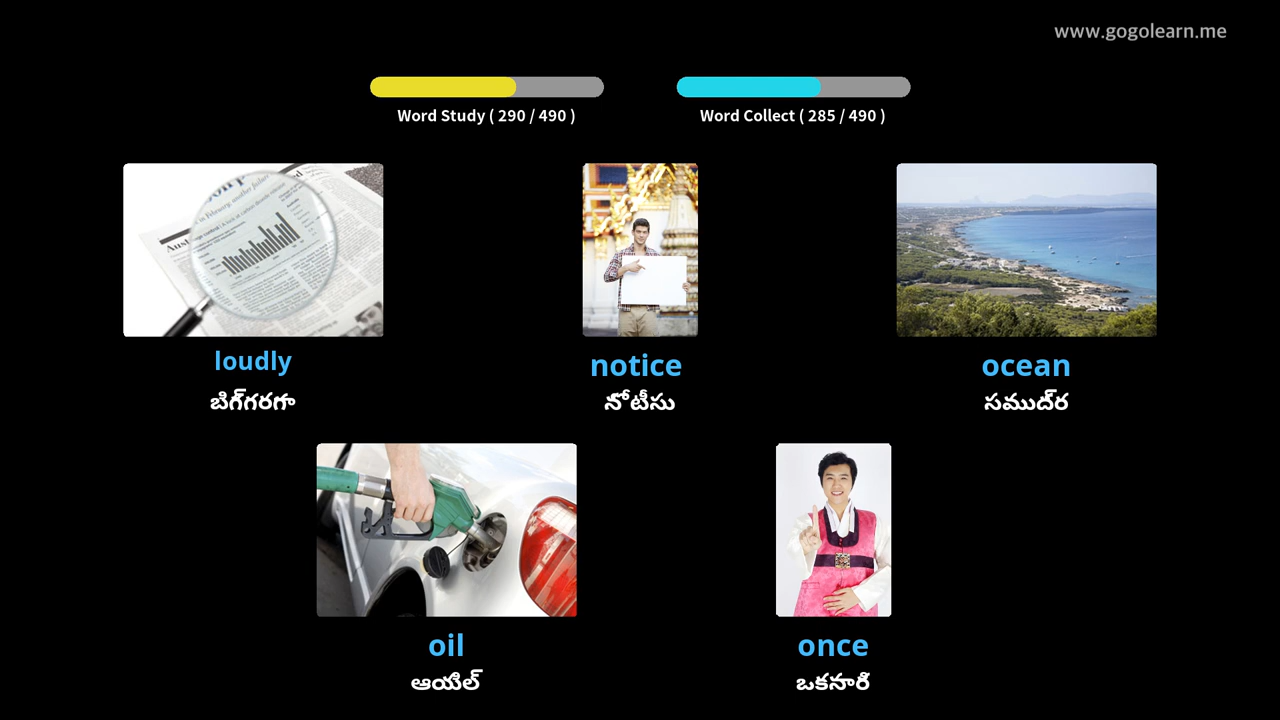 www.gogolearn.me
Word Study ( 290 / 490 )
Word Collect ( 285 / 490 )
loudly
బిగ్గరగా
notice
నోటీసు
ocean
సముద్ర
oil
ఆయిల్
once
ఒకసారి